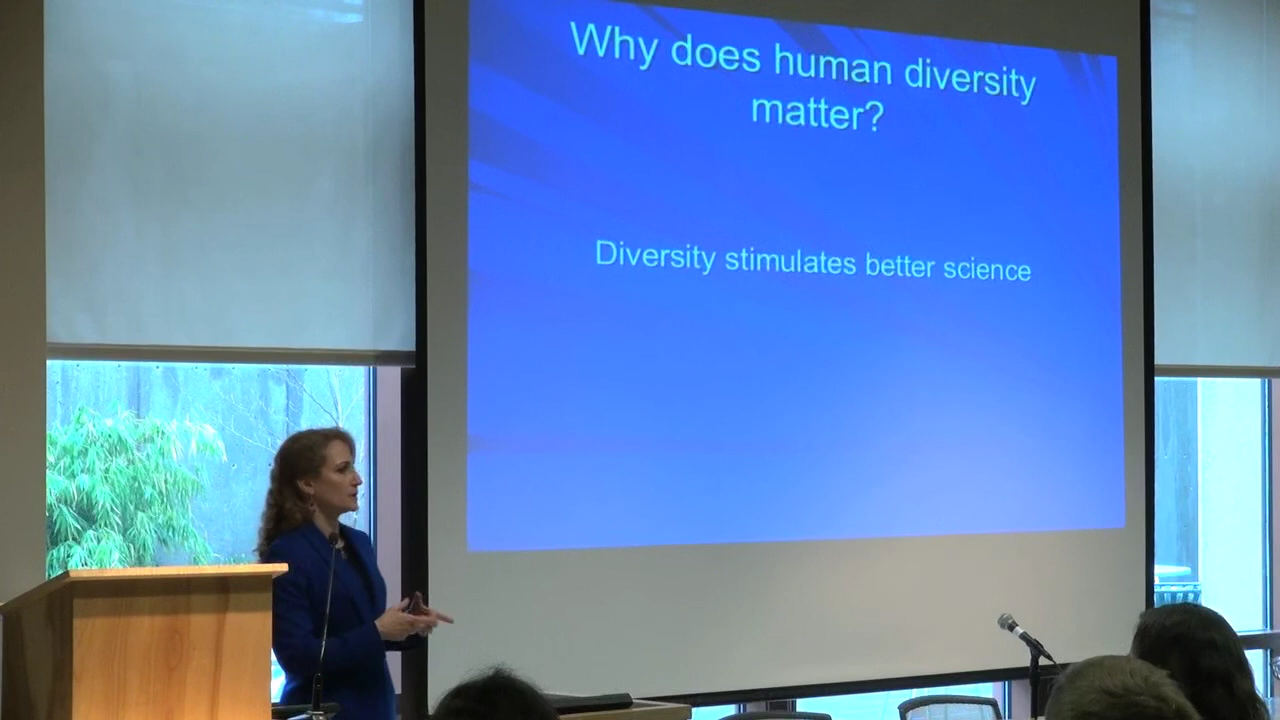 Why does human diversity
matter?
Diversity stimulates better science